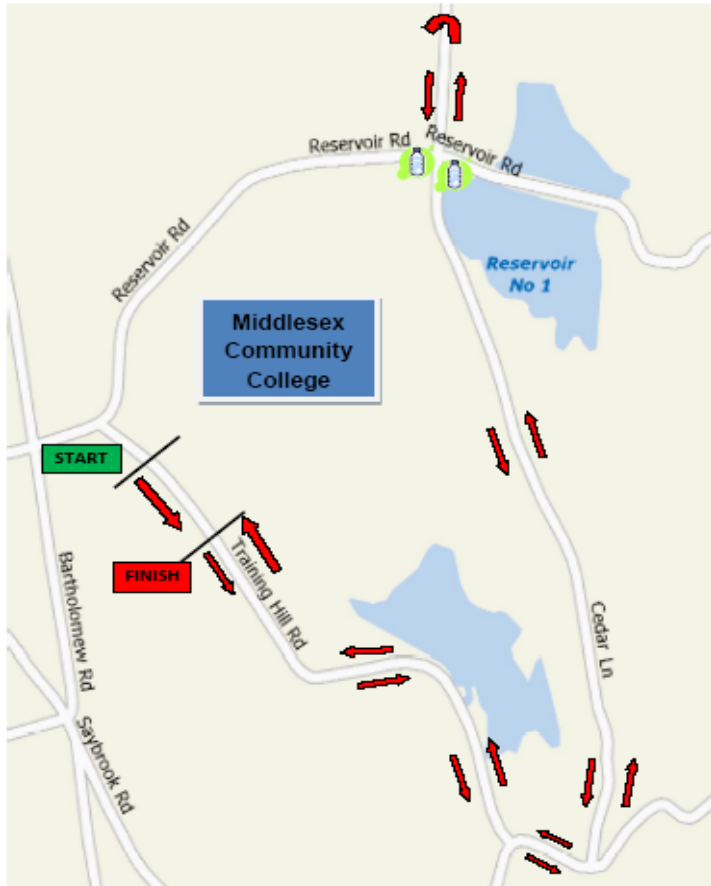 Reservoir Rd
Reservoir Rd
Reservoir Rd
Reservoir
No 1
Middlesex
Community
College
START
FINISH
Training Hill Rd
Bartholomew Rd
Saybrook Rd
Cedar Ln